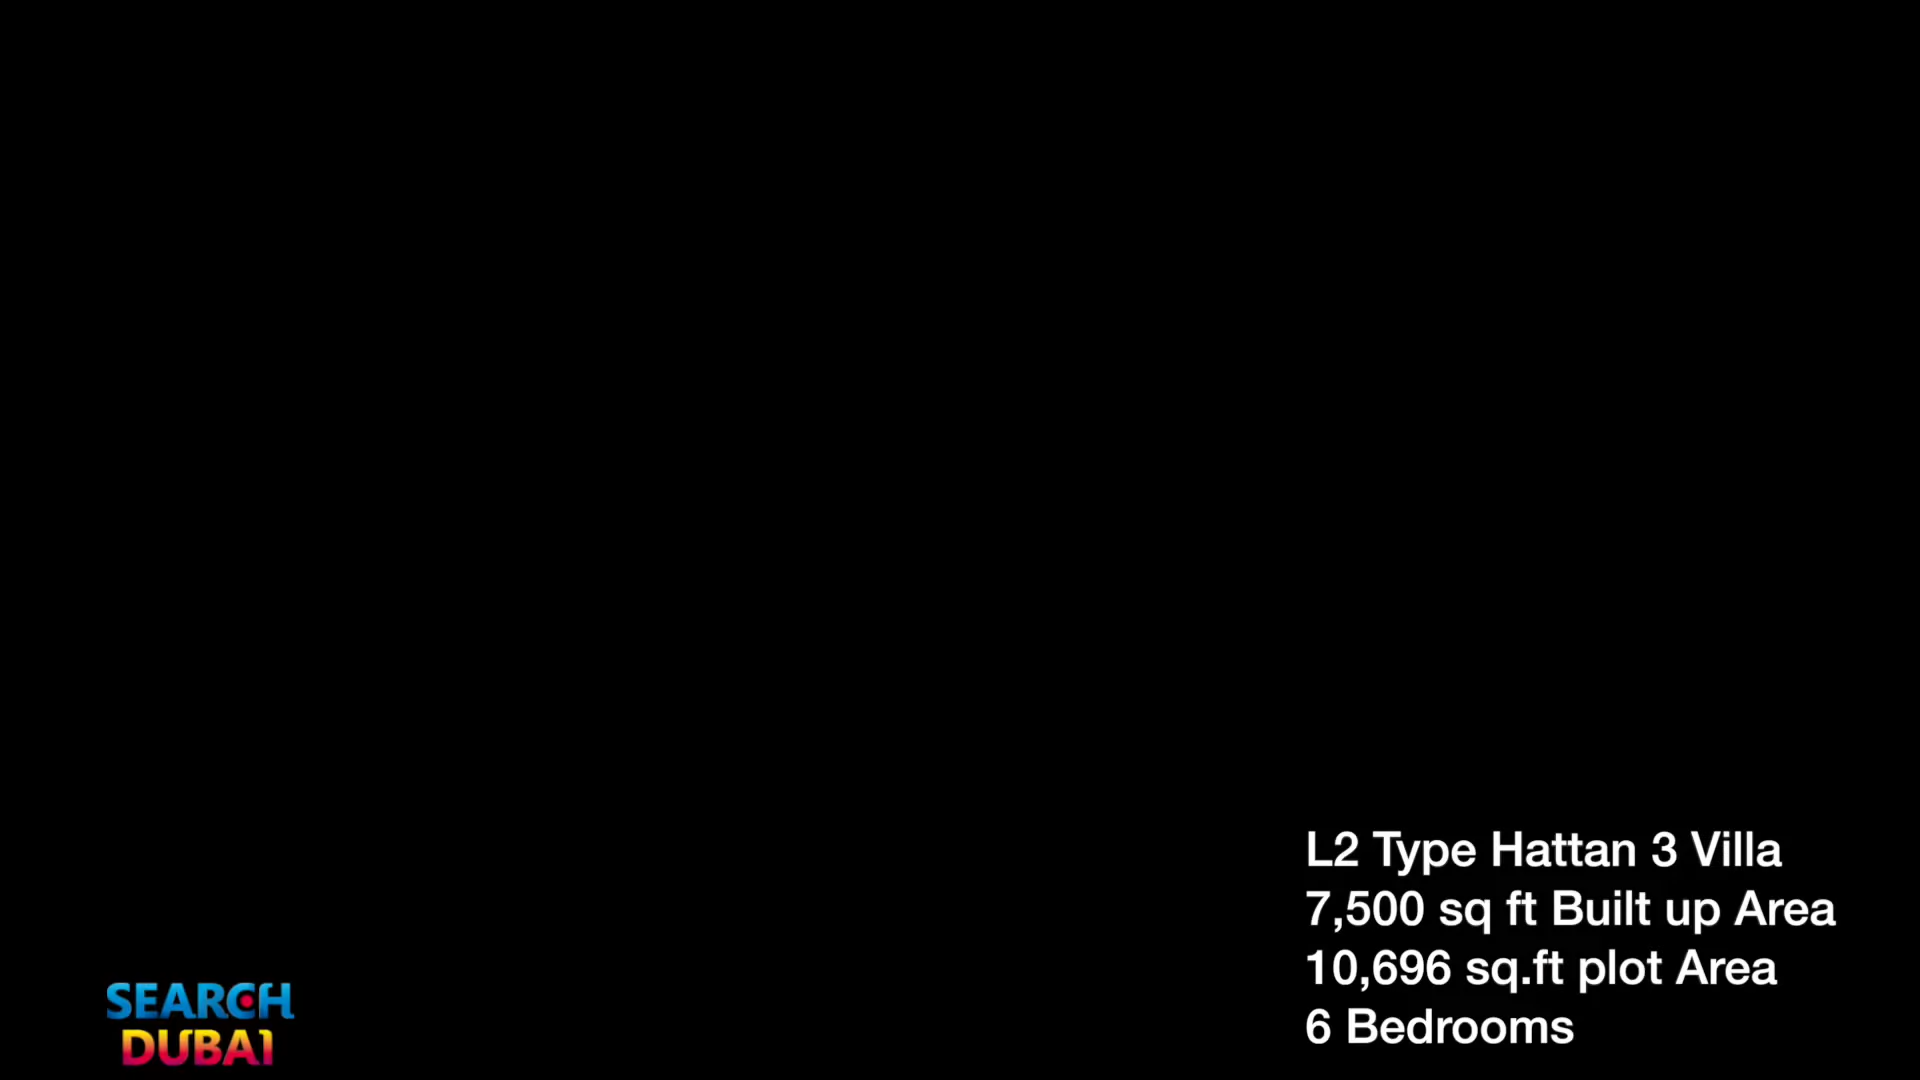 L2 Type Hattan 3 Villa
7,500 sq ft Built up Area
10,696 sq.ft plot Area
6 Bedrooms
SEARCH
DUBAI